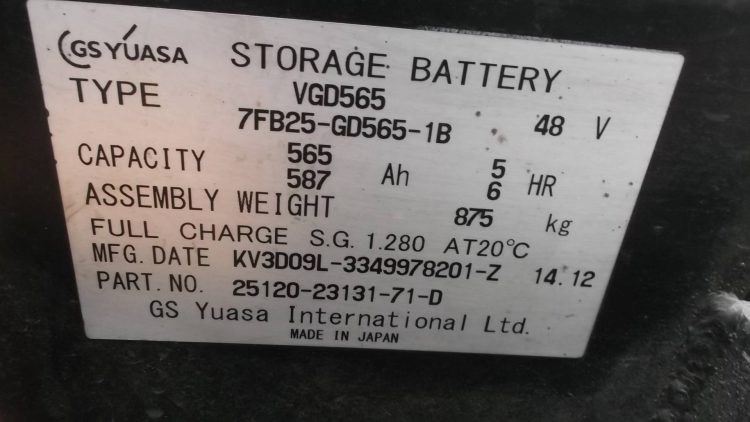 GS YUASA STORAGE BATTERY
TYPE VGD565
7FB25-GD565-1B 48 V
CAPACITY 565 Ah 5 HR
587 6
ASSEMBLY WEIGHT 875 kg
FULL CHARGE S.G. 1.280 AT20℃
MFG. DATE KV3D09L-3349978201-Z 14.12
PART. NO. 25120-23131-71-D
GS Yuasa International Ltd.
MADE IN JAPAN